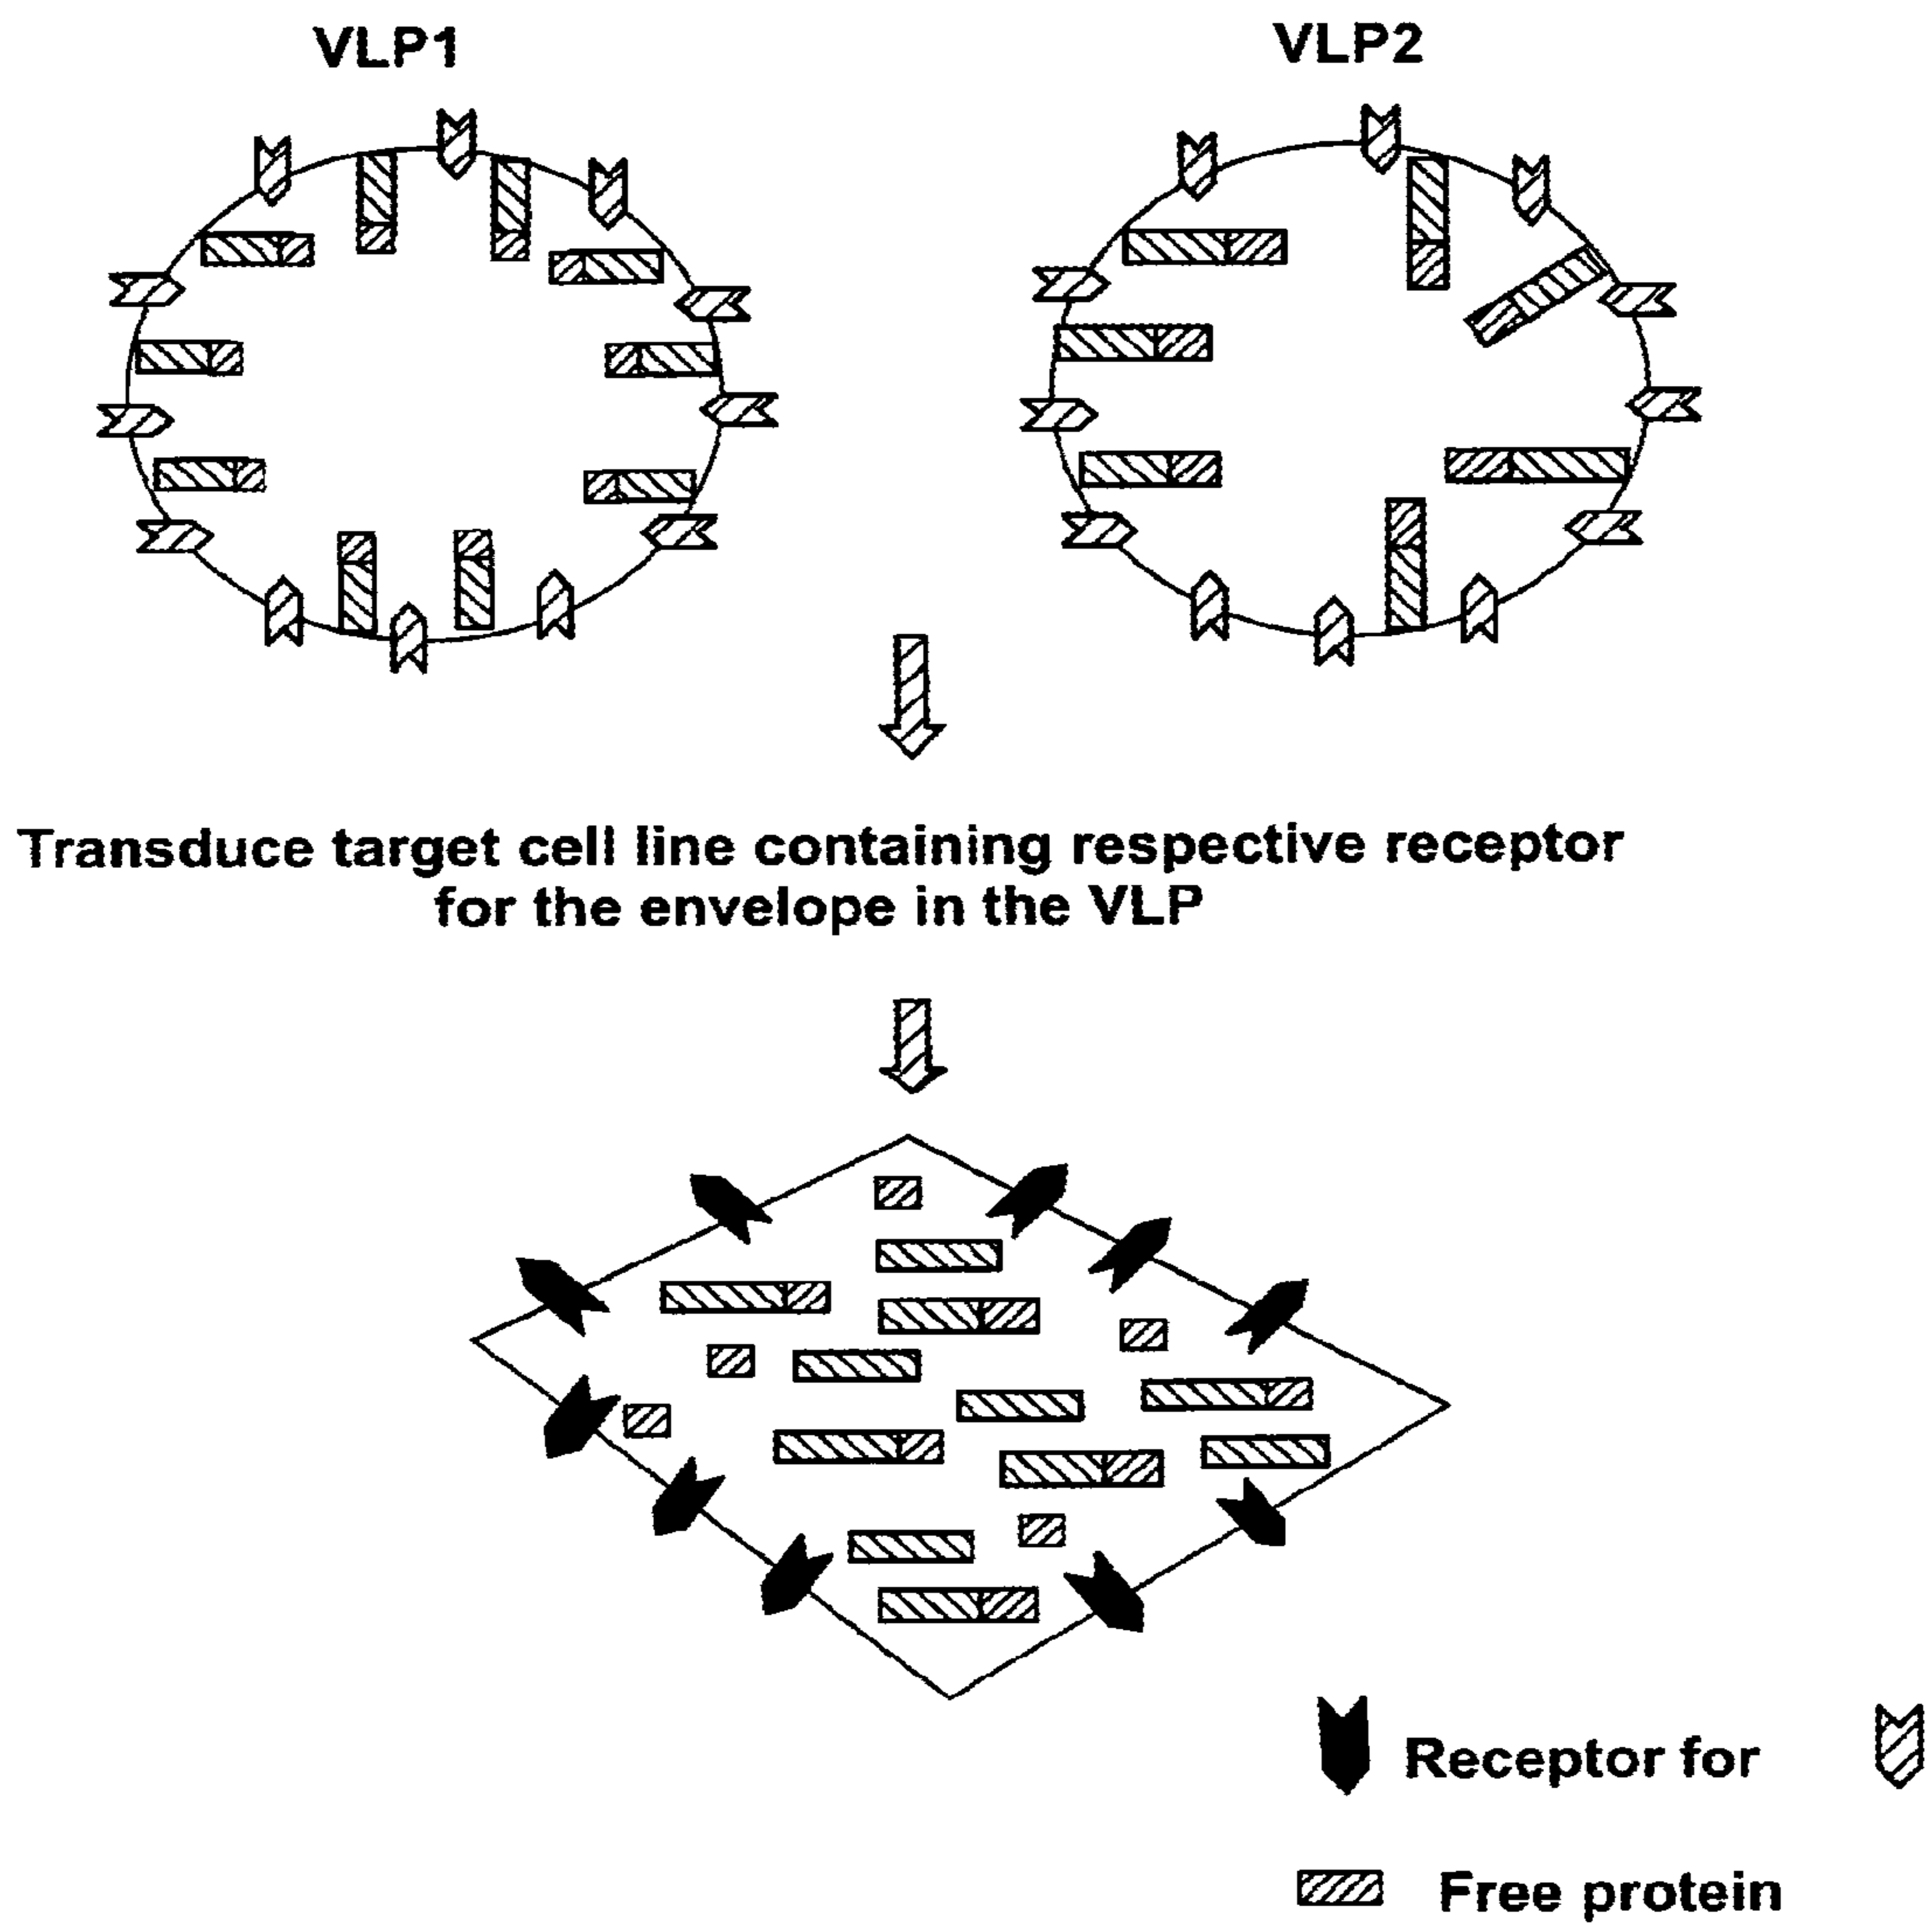 VLP1
VLP2
Transduce target cell line containing respective receptor
for the envelope in the VLP
Receptor for
Free protein